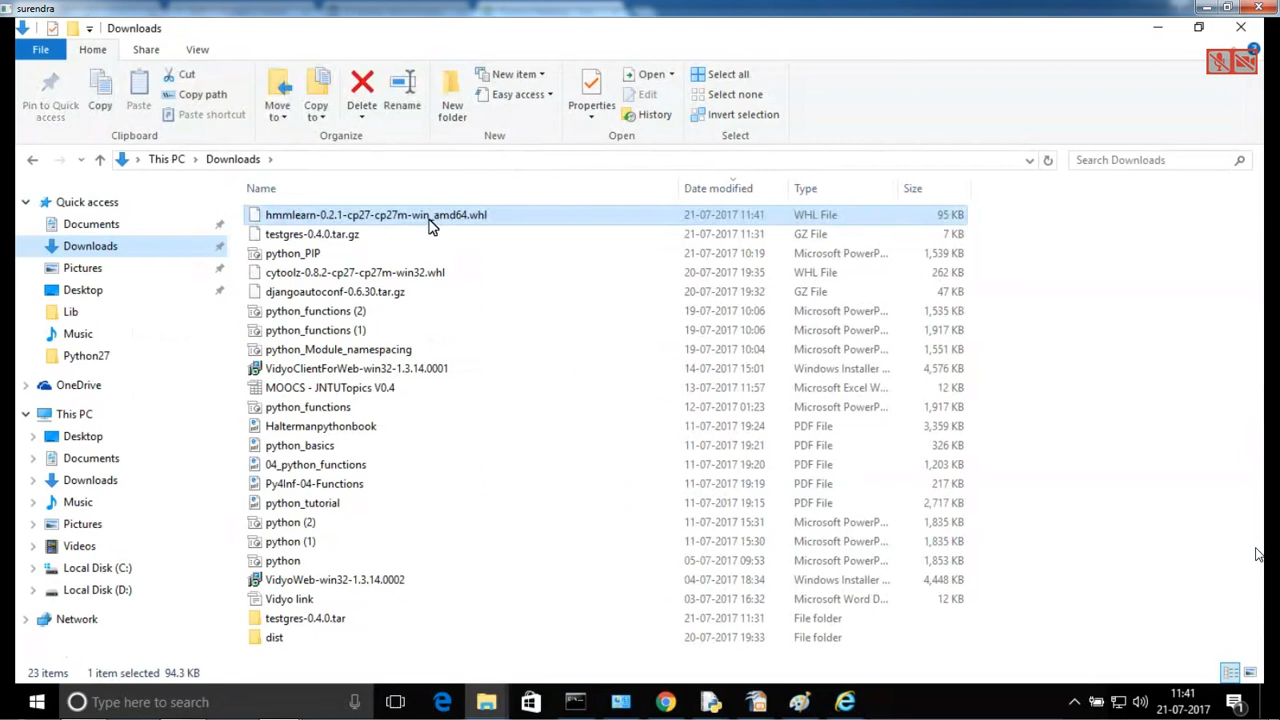 surendra
Downloads
File Home Share View
Pin to Quick access
Copy
Paste
Cut
Copy path
Paste shortcut
Clipboard
Move to
Copy to
Delete
Rename
Organize
New folder
New item
Easy access
New
Properties
Open
Edit
History
Open
Select all
Select none
Invert selection
Select
This PC Downloads
Search Downloads
Name Date modified Type Size
Quick access
Documents
Downloads
Pictures
Desktop
Lib
Music
Python27
OneDrive
This PC
Desktop
Documents
Downloads
Music
Pictures
Videos
Local Disk (C:)
Local Disk (D:)
Network
hmmlearn-0.2.1-cp27-cp27m-win_amd64.whl 21-07-2017 11:41 WHL File 95 KB
testgres-0.4.0.tar.gz 21-07-2017 11:31 GZ File 7 KB
python_PIP 21-07-2017 10:19 Microsoft PowerP... 1,539 KB
cytoolz-0.8.2-cp27-cp27m-win32.whl 20-07-2017 19:35 WHL File 262 KB
djangoautoconf-0.6.30.tar.gz 20-07-2017 19:32 GZ File 47 KB
python_functions (2) 19-07-2017 10:06 Microsoft PowerP... 1,535 KB
python_functions (1) 19-07-2017 10:06 Microsoft PowerP... 1,917 KB
python_Module_namespacing 19-07-2017 10:04 Microsoft PowerP... 1,551 KB
VidyoClientForWeb-win32-1.3.14.0001 14-07-2017 15:01 Windows Installer ... 4,576 KB
MOOCS - JNTUTopics V0.4 13-07-2017 11:57 Microsoft Excel W... 12 KB
python_functions 12-07-2017 01:23 Microsoft PowerP... 1,917 KB
Haltermanpythonbook 11-07-2017 19:24 PDF File 3,359 KB
python_basics 11-07-2017 19:21 PDF File 326 KB
04_python_functions 11-07-2017 19:20 PDF File 1,203 KB
Py4Inf-04-Functions 11-07-2017 19:19 PDF File 217 KB
python_tutorial 11-07-2017 19:15 PDF File 2,717 KB
python (2) 11-07-2017 15:31 Microsoft PowerP... 1,835 KB
python (1) 11-07-2017 15:30 Microsoft PowerP... 1,835 KB
python 05-07-2017 09:53 Microsoft PowerP... 1,853 KB
VidyoWeb-win32-1.3.14.0002 04-07-2017 18:34 Windows Installer ... 4,448 KB
Vidyo link 03-07-2017 16:32 Microsoft Word D... 12 KB
testgres-0.4.0.tar 21-07-2017 11:31 File folder
dist 20-07-2017 19:33 File folder
23 items 1 item selected 94.3 KB
Type here to search
11:41
21-07-2017
1